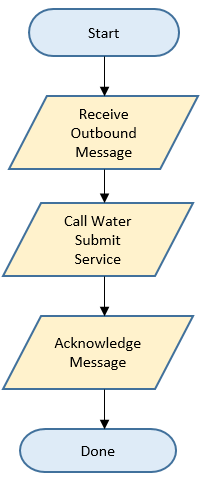 Start
Receive
Outbound
Message
Call Water
Submit
Service
Acknowledge
Message
Done